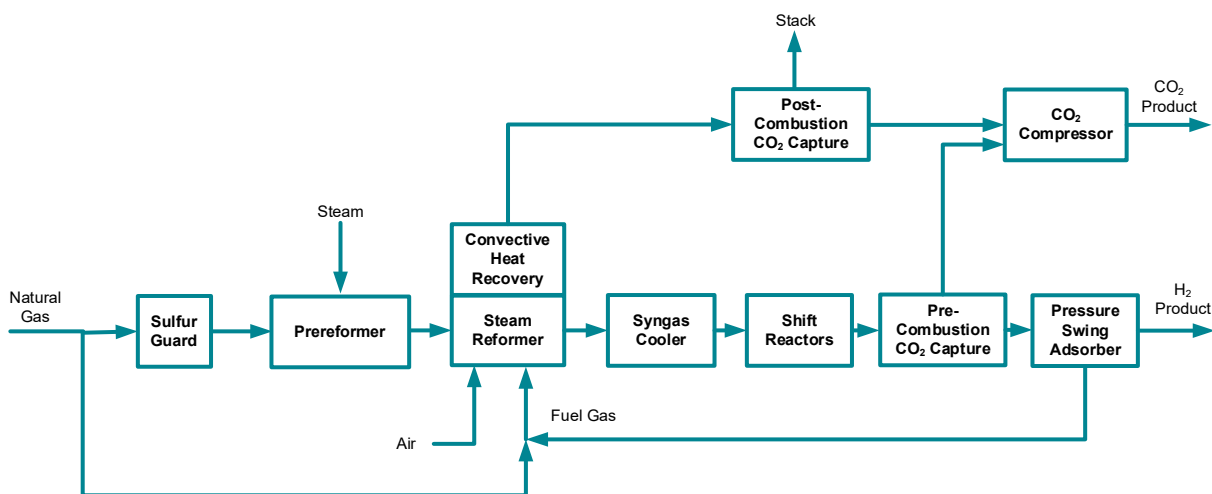 Stack
Post-
Combustion
CO₂ Capture
CO₂
Compressor
CO₂
Product
Steam
Convective
Heat
Recovery
Natural
Gas
Sulfur
Guard
Prereformer
Steam
Reformer
Syngas
Cooler
Shift
Reactors
Pre-
Combustion
CO₂ Capture
Pressure
Swing
Adsorber
H₂
Product
Air
Fuel Gas